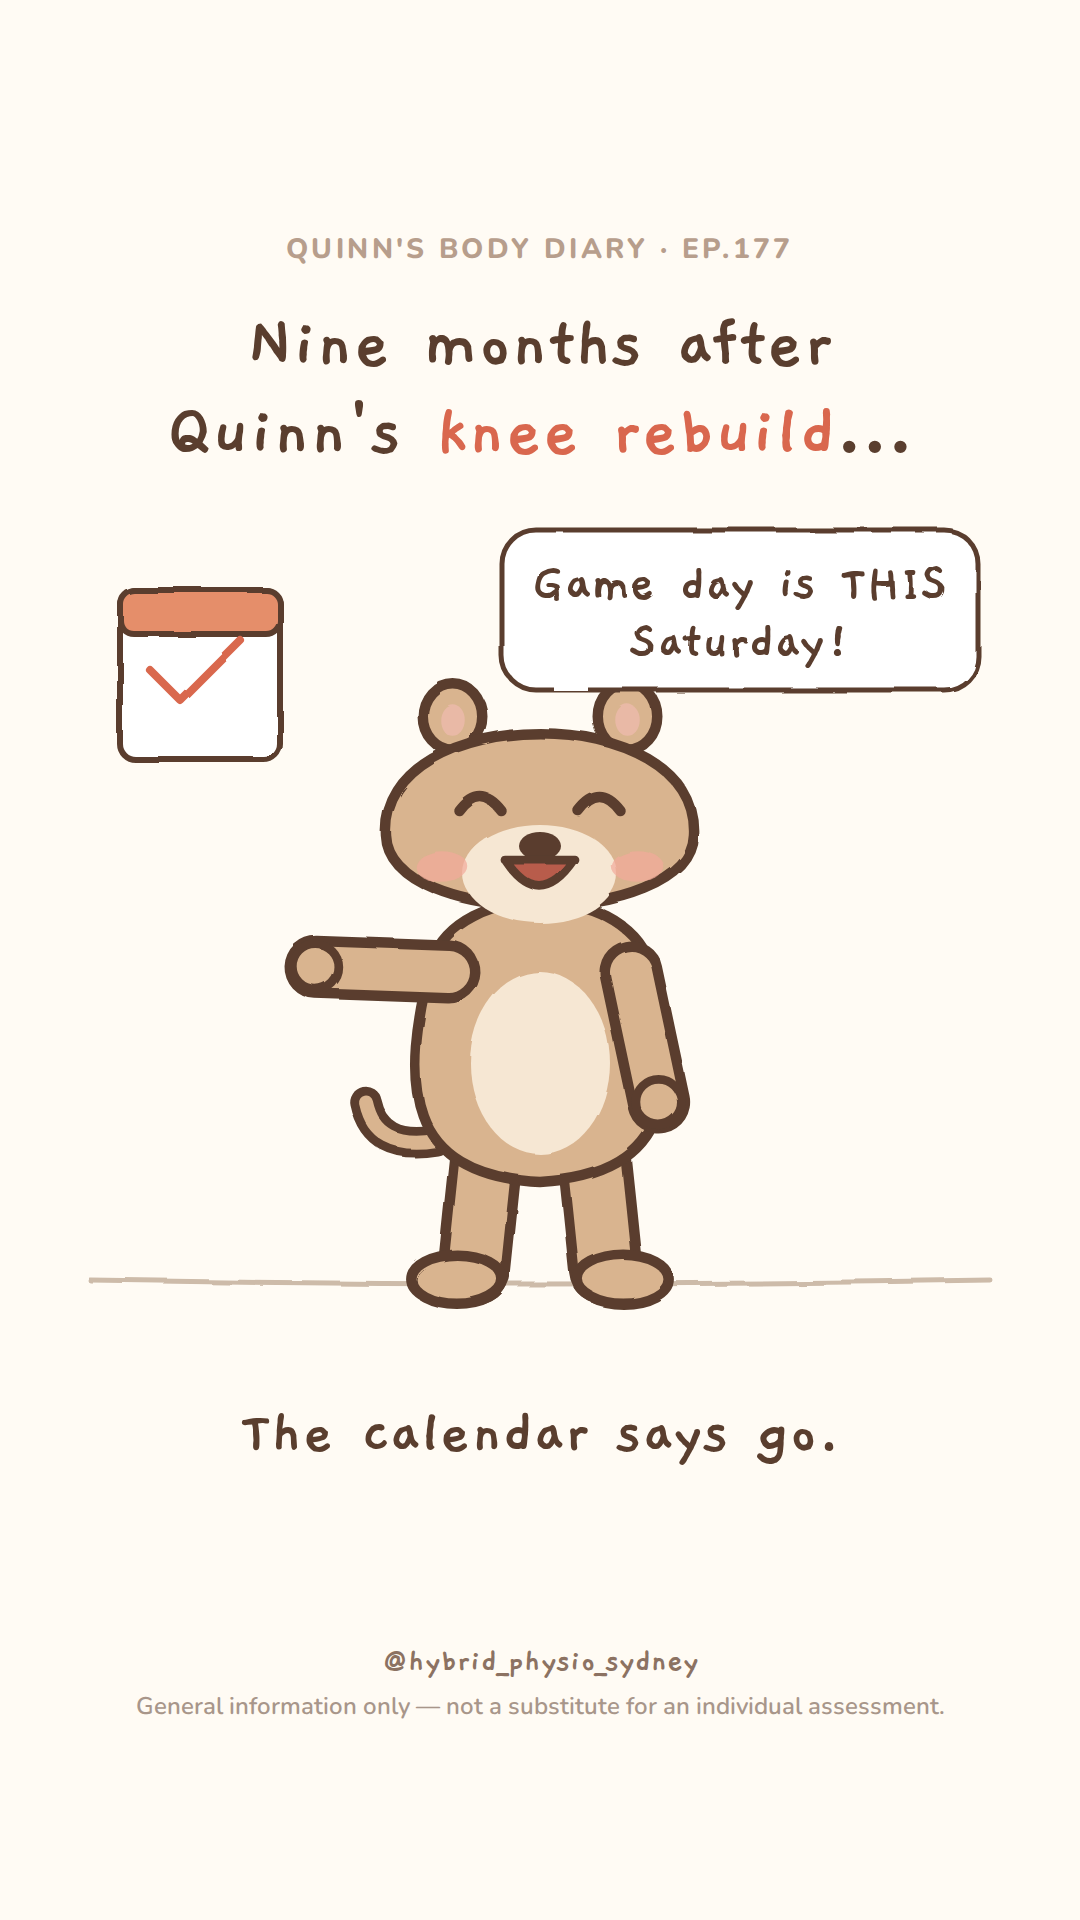 QUINN'S BODY DIARY · EP.177
Nine months after
Quinn's knee rebuild...
Game day is THIS
Saturday!
The calendar says go.
@hybrid_physio_sydney
General information only — not a substitute for an individual assessment.